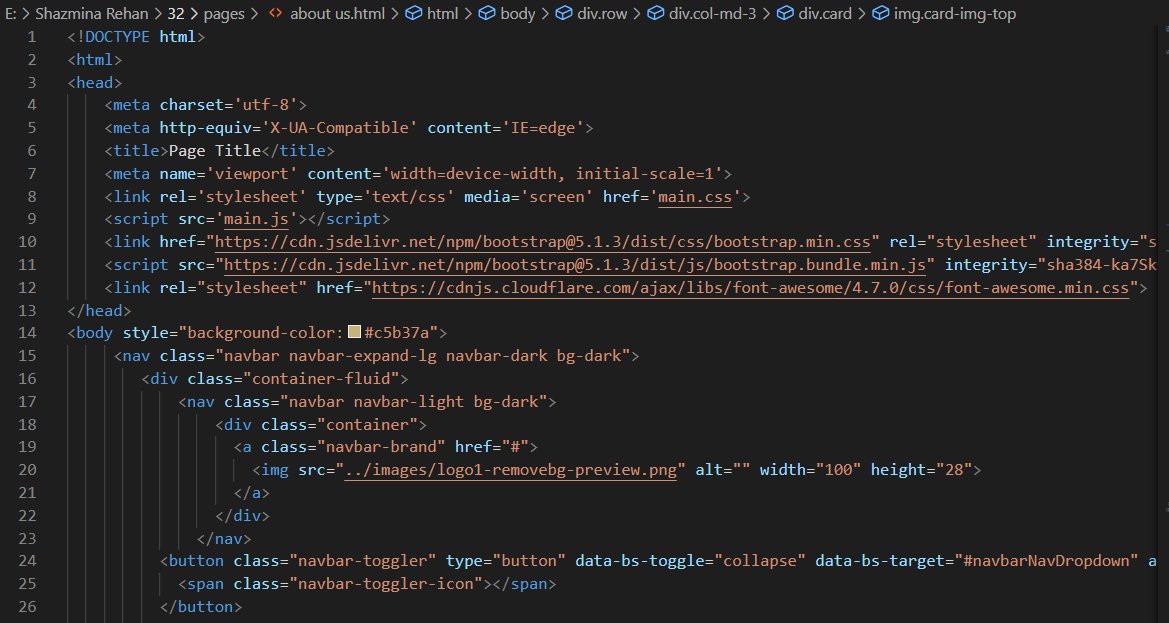 E: > Shazmina Rehan > 32 > pages > <> about us.html > html > body > div.row > div.col-md-3 > div.card > img.card-img-top
1 <!DOCTYPE html>
2 <html>
3 <head>
4 <meta charset='utf-8'>
5 <meta http-equiv='X-UA-Compatible' content='IE=edge'>
6 <title>Page Title</title>
7 <meta name='viewport' content='width=device-width, initial-scale=1'>
8 <link rel='stylesheet' type='text/css' media='screen' href='main.css'>
9 <script src='main.js'></script>
10 <link href="https://cdn.jsdelivr.net/npm/bootstrap@5.1.3/dist/css/bootstrap.min.css" rel="stylesheet" integrity="s
11 <script src="https://cdn.jsdelivr.net/npm/bootstrap@5.1.3/dist/js/bootstrap.bundle.min.js" integrity="sha384-ka7Sk
12 <link rel="stylesheet" href="https://cdnjs.cloudflare.com/ajax/libs/font-awesome/4.7.0/css/font-awesome.min.css">
13 </head>
14 <body style="background-color:#c5b37a">
15 <nav class="navbar navbar-expand-lg navbar-dark bg-dark">
16 <div class="container-fluid">
17 <nav class="navbar navbar-light bg-dark">
18 <div class="container">
19 <a class="navbar-brand" href="#">
20 <img src="../images/logo1-removebg-preview.png" alt="" width="100" height="28">
21 </a>
22 </div>
23 </nav>
24 <button class="navbar-toggler" type="button" data-bs-toggle="collapse" data-bs-target="#navbarNavDropdown" a
25 <span class="navbar-toggler-icon"></span>
26 </button>